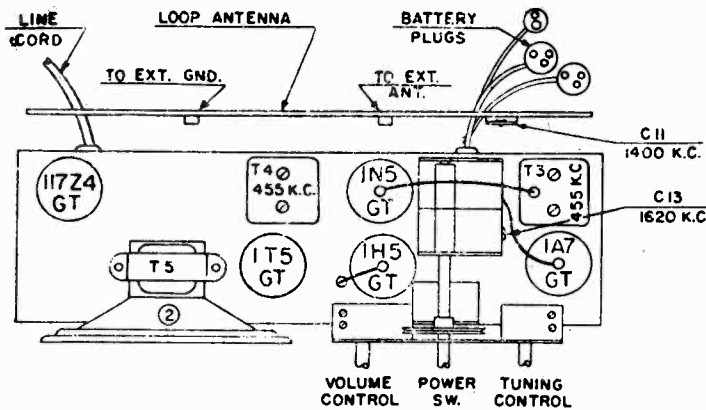 LINE
CORD
LOOP ANTENNA
BATTERY
PLUGS
TO EXT. GND.
TO EXT.
ANT.
C11
1400 K.C.
117Z4
GT
T4
455 K.C.
1N5
GT
T3
455 K.C
C13
1620 K.C
T5
1T5
GT
1H5
GT
1A7
GT
2
VOLUME
CONTROL
POWER
SW.
TUNING
CONTROL